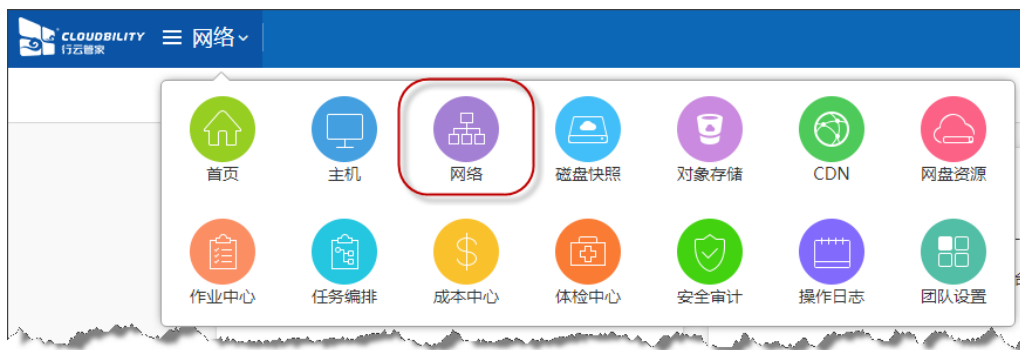 CLOUDBILITY
行云管家
网络
首页 主机 网络 磁盘快照 对象存储 CDN 网盘资源
作业中心 任务编排 成本中心 体检中心 安全审计 操作日志 团队设置